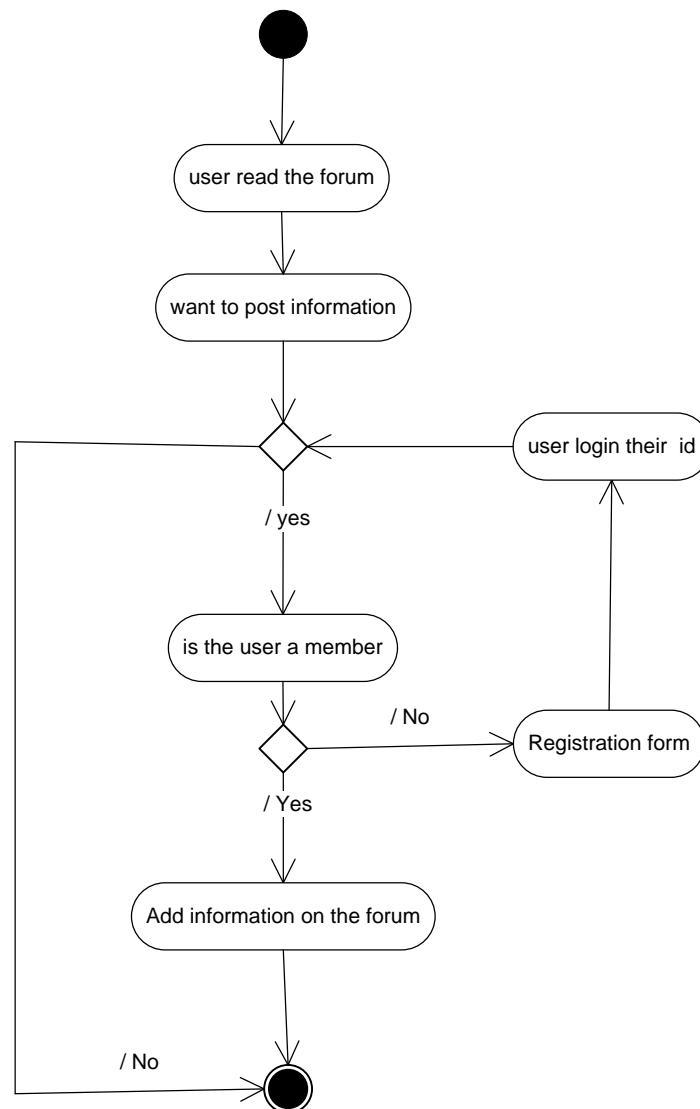 user read the forum
want to post information
user login their  id
/ yes
is the user a member
/ No
Registration form
/ Yes
Add information on the forum
/ No